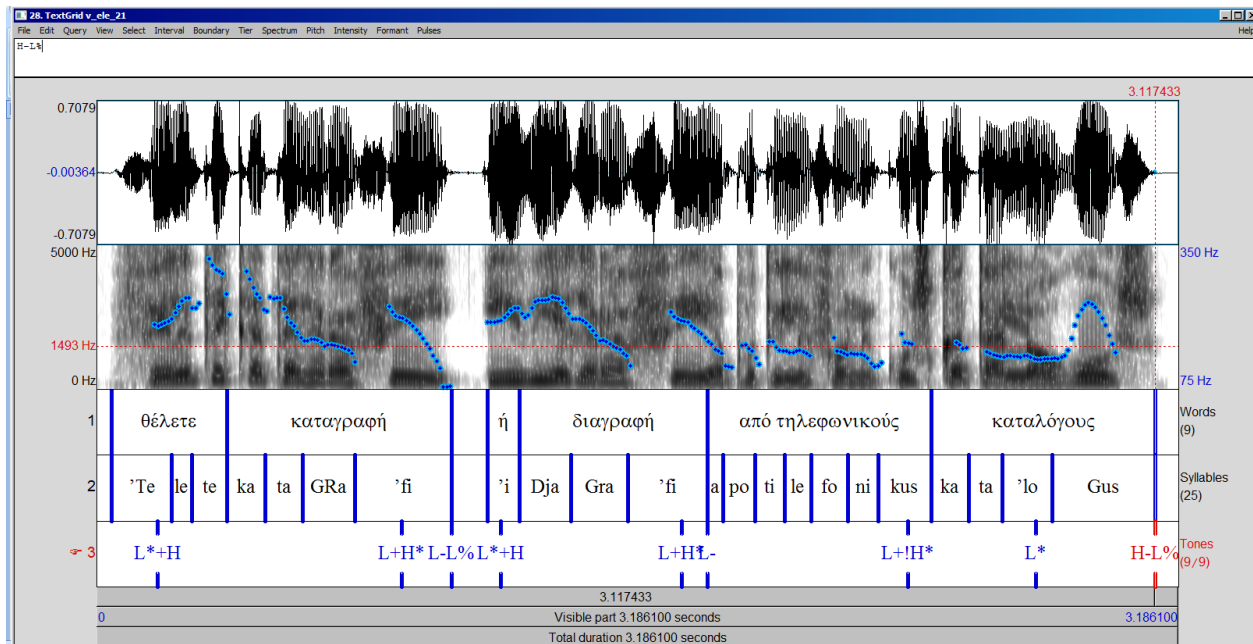 28. TextGrid v_ele_21
File Edit Query View Select Interval Boundary Tier Spectrum Pitch Intensity Formant Pulses Help
H-L%
3.117433
0.7079
-0.00364
-0.7079
5000 Hz 350 Hz
1493 Hz
0 Hz 75 Hz
1 θέλετε καταγραφή ή διαγραφή από τηλεφωνικούς καταλόγους Words (9)
2 'Te le te ka ta GRa 'fi 'i Dja Gra 'fi a po ti le fo ni kus ka ta 'lo Gus Syllables (25)
3 L*+H L+H* L-L% L*+H L+H* L- L+!H* L* H-L% Tones (9/9)
3.117433
0 Visible part 3.186100 seconds 3.186100
Total duration 3.186100 seconds